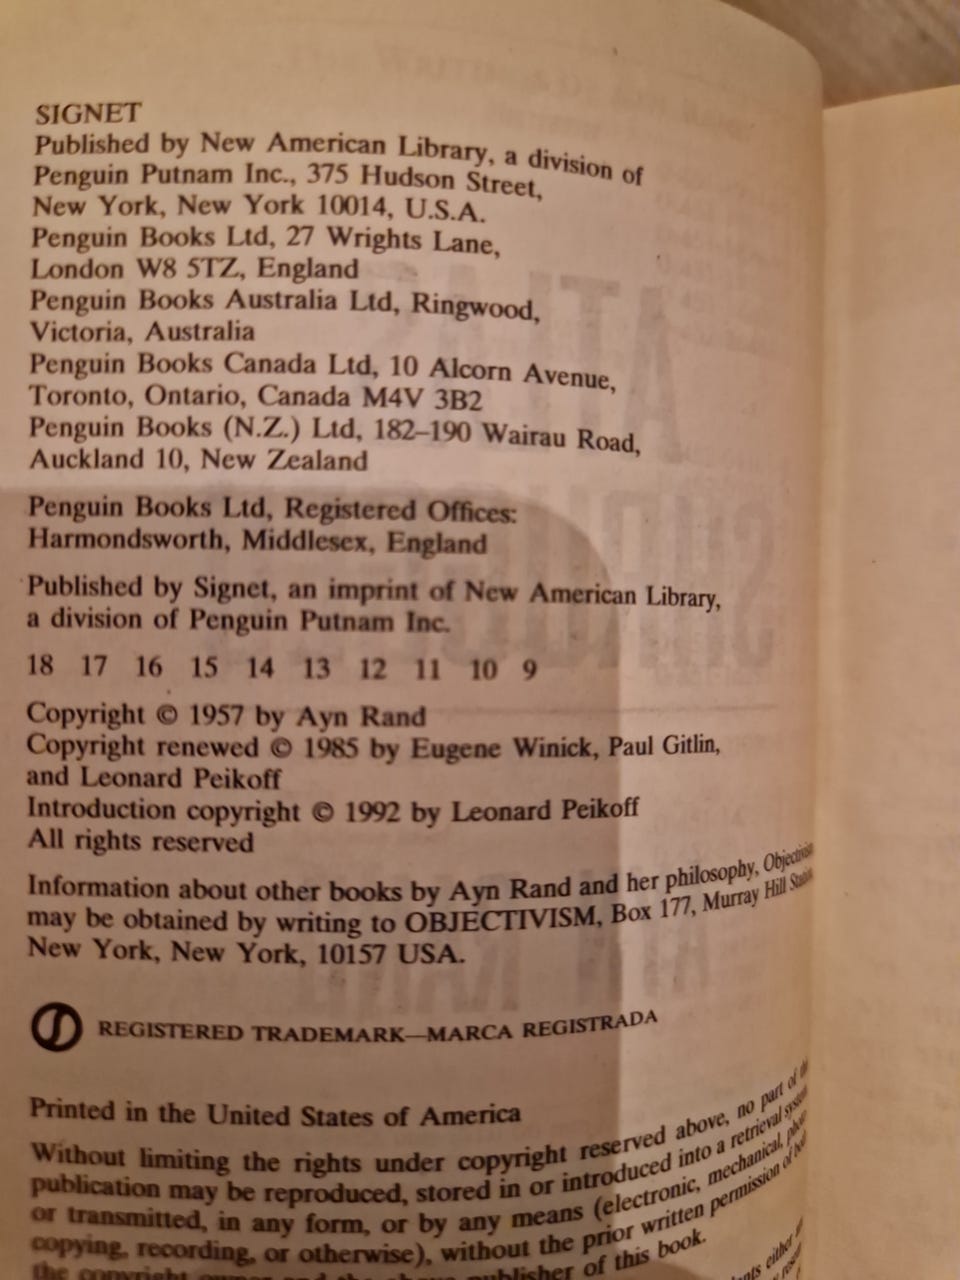 SIGNET
Published by New American Library, a division of
Penguin Putnam Inc., 375 Hudson Street,
New York, New York 10014, U.S.A.
Penguin Books Ltd, 27 Wrights Lane,
London W8 5TZ, England
Penguin Books Australia Ltd, Ringwood,
Victoria, Australia
Penguin Books Canada Ltd, 10 Alcorn Avenue,
Toronto, Ontario, Canada M4V 3B2
Penguin Books (N.Z.) Ltd, 182–190 Wairau Road,
Auckland 10, New Zealand
Penguin Books Ltd, Registered Offices:
Harmondsworth, Middlesex, England
Published by Signet, an imprint of New American Library,
a division of Penguin Putnam Inc.
18 17 16 15 14 13 12 11 10 9
Copyright © 1957 by Ayn Rand
Copyright renewed © 1985 by Eugene Winick, Paul Gitlin,
and Leonard Peikoff
Introduction copyright © 1992 by Leonard Peikoff
All rights reserved
Information about other books by Ayn Rand and her philosophy, Objectivism
may be obtained by writing to OBJECTIVISM, Box 177, Murray Hill Station,
New York, New York, 10157 USA.
REGISTERED TRADEMARK—MARCA REGISTRADA
Printed in the United States of America
Without limiting the rights under copyright reserved above, no part of
publication may be reproduced, stored in or introduced into a retrieval system
or transmitted, in any form, or by any means (electronic, mechanical,
copying, recording, or otherwise), without the prior written permission of
the copyright owner and the above publisher of this book.